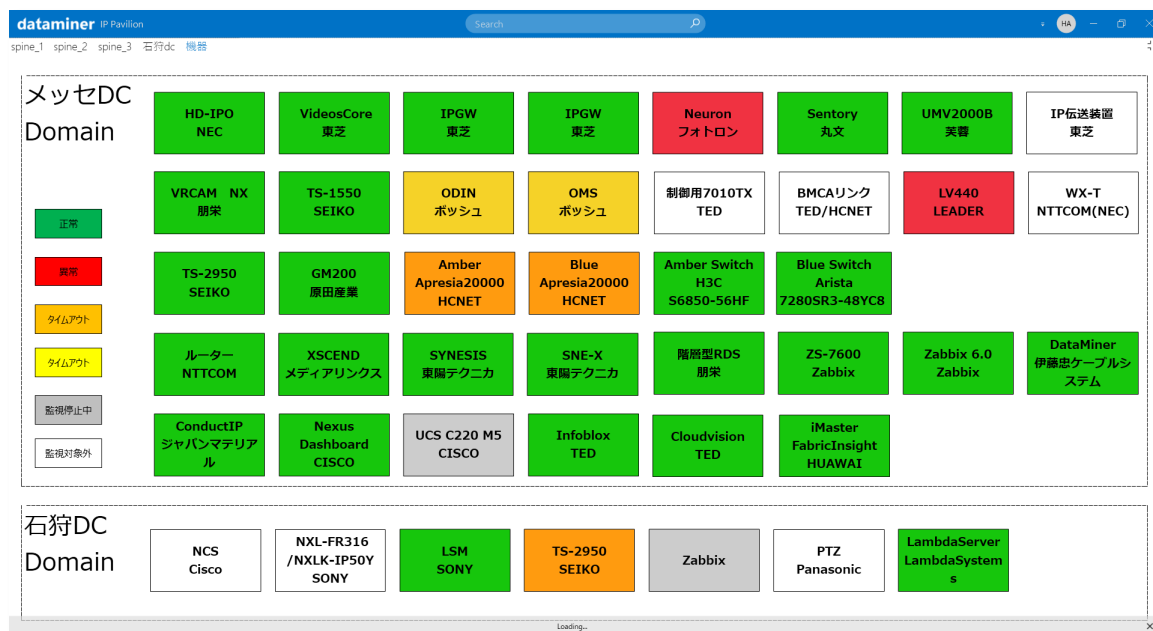 dataminer IP Pavilion
Search
HA
spine_1 spine_2 spine_3 石狩dc 機器
メッセDC
Domain
HD-IPO
NEC
VideosCore
東芝
IPGW
東芝
IPGW
東芝
Neuron
フォトロン
Sentory
丸文
UMV2000B
芙蓉
IP伝送装置
東芝
VRCAM NX
朋栄
TS-1550
SEIKO
ODIN
ボッシュ
OMS
ボッシュ
制御用7010TX
TED
BMCAリンク
TED/HCNET
LV440
LEADER
WX-T
NTTCOM(NEC)
正常
異常
タイムアウト
タイムアウト
監視停止中
監視対象外
TS-2950
SEIKO
GM200
原田産業
Amber
Apresia20000
HCNET
Blue
Apresia20000
HCNET
Amber Switch
H3C
S6850-56HF
Blue Switch
Arista
7280SR3-48YC8
ルーター
NTTCOM
XSCEND
メディアリンクス
SYNESIS
東陽テクニカ
SNE-X
東陽テクニカ
階層型RDS
朋栄
ZS-7600
Zabbix
Zabbix 6.0
Zabbix
DataMiner
伊藤忠ケーブルシ
ステム
ConductIP
ジャパンマテリア
ル
Nexus
Dashboard
CISCO
UCS C220 M5
CISCO
Infoblox
TED
Cloudvision
TED
iMaster
FabricInsight
HUAWAI
石狩DC
Domain
NCS
Cisco
NXL-FR316
/NXLK-IP50Y
SONY
LSM
SONY
TS-2950
SEIKO
Zabbix
PTZ
Panasonic
LambdaServer
LambdaSystem
s
Loading...